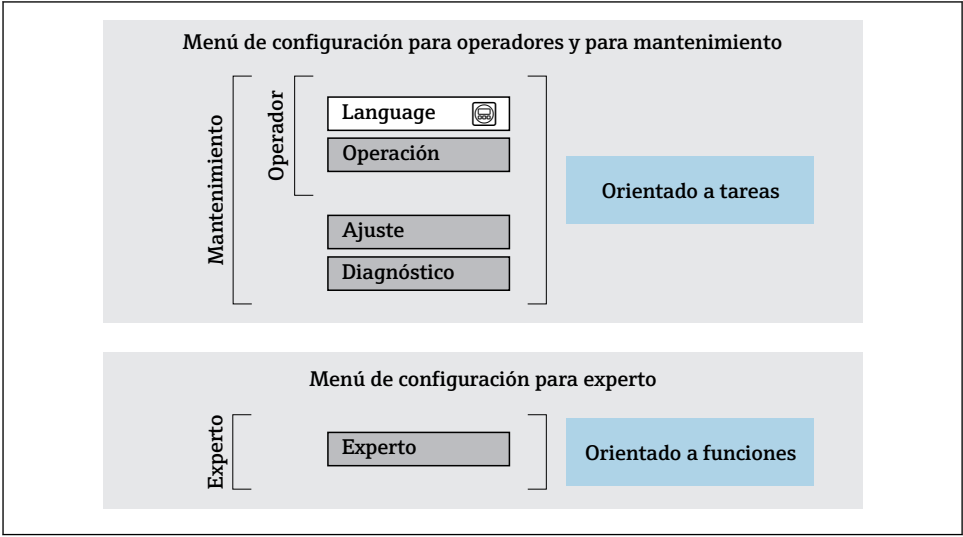 Menú de configuración para operadores y para mantenimiento
Mantenimiento
Operador
Language
Operación
Ajuste
Diagnóstico
Orientado a tareas
Menú de configuración para experto
Experto
Experto
Orientado a funciones